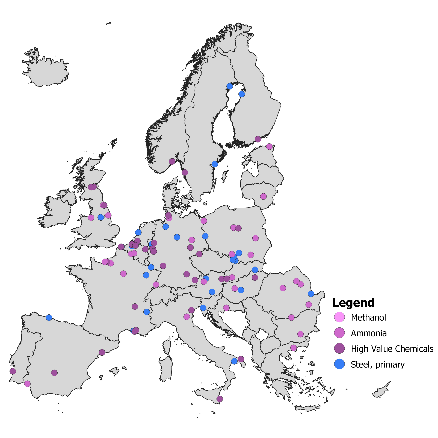 Legend
Methanol
Ammonia
High Value Chemicals
Steel, primary